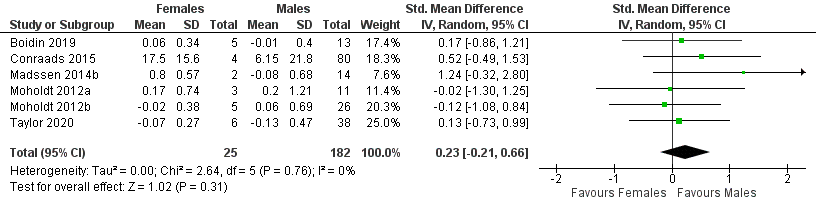 Females Males Std. Mean Difference Std. Mean Difference
Study or Subgroup Mean SD Total Mean SD Total Weight IV, Random, 95% CI IV, Random, 95% CI
Boidin 2019 0.06 0.34 5 -0.01 0.4 13 17.4% 0.17 [-0.86, 1.21]
Conraads 2015 17.5 15.6 4 6.15 21.8 80 18.3% 0.52 [-0.49, 1.53]
Madssen 2014b 0.8 0.57 2 -0.08 0.68 14 7.6% 1.24 [-0.32, 2.80]
Moholdt 2012a 0.17 0.74 3 0.2 1.21 11 11.4% -0.02 [-1.30, 1.25]
Moholdt 2012b -0.02 0.38 5 0.06 0.69 26 20.3% -0.12 [-1.08, 0.84]
Taylor 2020 -0.07 0.27 6 -0.13 0.47 38 25.0% 0.13 [-0.73, 0.99]
Total (95% CI) 25 182 100.0% 0.23 [-0.21, 0.66]
Heterogeneity: Tau² = 0.00; Chi² = 2.64, df = 5 (P = 0.76); I² = 0%
Test for overall effect: Z = 1.02 (P = 0.31)
-2 -1 0 1 2
Favours Females Favours Males